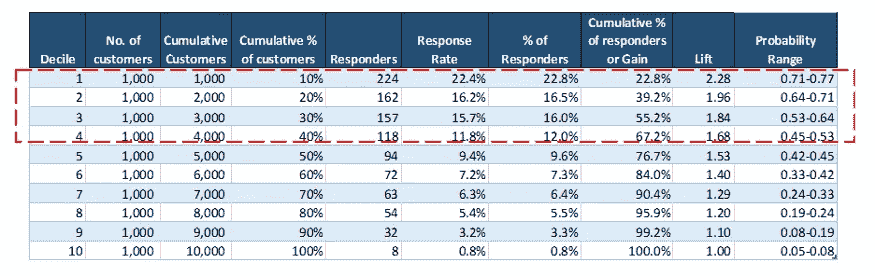 Decile No. of customers Cumulative Customers Cumulative % of customers Responders Response Rate % of Responders Cumulative % of responders or Gain Lift Probability Range
1 1,000 1,000 10% 224 22.4% 22.8% 22.8% 2.28 0.71-0.77
2 1,000 2,000 20% 162 16.2% 16.5% 39.2% 1.96 0.64-0.71
3 1,000 3,000 30% 157 15.7% 16.0% 55.2% 1.84 0.53-0.64
4 1,000 4,000 40% 118 11.8% 12.0% 67.2% 1.68 0.45-0.53
5 1,000 5,000 50% 94 9.4% 9.6% 76.7% 1.53 0.42-0.45
6 1,000 6,000 60% 72 7.2% 7.3% 84.0% 1.40 0.33-0.42
7 1,000 7,000 70% 63 6.3% 6.4% 90.4% 1.29 0.24-0.33
8 1,000 8,000 80% 54 5.4% 5.5% 95.9% 1.20 0.19-0.24
9 1,000 9,000 90% 32 3.2% 3.3% 99.2% 1.10 0.08-0.19
10 1,000 10,000 100% 8 0.8% 0.8% 100.0% 1.00 0.05-0.08